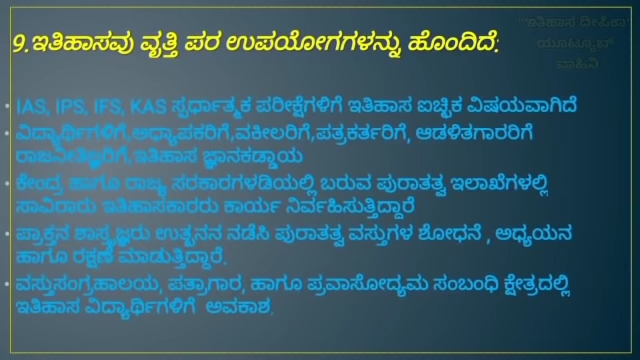 "ಇತಿಹಾಸ ದೀಪಿಕಾ"
ಯೂಟ್ಯೂಬ್
ವಾಹಿನಿ
9.ಇತಿಹಾಸವು ವೃತ್ತಿ ಪರ ಉಪಯೋಗಗಳನ್ನು ಹೊಂದಿದೆ:
• IAS, IPS, IFS, KAS ಸ್ಪರ್ಧಾತ್ಮಕ ಪರೀಕ್ಷೆಗಳಿಗೆ ಇತಿಹಾಸ ಐಚ್ಛಿಕ ವಿಷಯವಾಗಿದೆ
• ವಿದ್ಯಾರ್ಥಿಗಳಿಗೆ,ಅಧ್ಯಾಪಕರಿಗೆ,ವಕೀಲರಿಗೆ,ಪತ್ರಕರ್ತರಿಗೆ, ಆಡಳಿತಗಾರರಿಗೆ
ರಾಜನೀತಿಜ್ಞರಿಗೆ,ಇತಿಹಾಸ ಜ್ಞಾನಕಡ್ಡಾಯ
• ಕೇಂದ್ರ ಹಾಗೂ ರಾಜ್ಯ ಸರಕಾರಗಳಡಿಯಲ್ಲಿ ಬರುವ ಪುರಾತತ್ವ ಇಲಾಖೆಗಳಲ್ಲಿ
ಸಾವಿರಾರು ಇತಿಹಾಸಕಾರರು ಕಾರ್ಯ ನಿರ್ವಹಿಸುತ್ತಿದ್ದಾರೆ
• ಪ್ರಾಕ್ತನ ಶಾಸ್ತ್ರಜ್ಞರು ಉತ್ಖನನ ನಡೆಸಿ ಪುರಾತತ್ವ ವಸ್ತುಗಳ ಶೋಧನೆ , ಅಧ್ಯಯನ
ಹಾಗೂ ರಕ್ಷಣೆ ಮಾಡುತ್ತಿದ್ದಾರೆ.
• ವಸ್ತುಸಂಗ್ರಹಾಲಯ, ಪತ್ರಾಗಾರ, ಹಾಗೂ ಪ್ರವಾಸೋದ್ಯಮ ಸಂಬಂಧಿ ಕ್ಷೇತ್ರದಲ್ಲಿ
ಇತಿಹಾಸ ವಿದ್ಯಾರ್ಥಿಗಳಿಗೆ ಅವಕಾಶ.